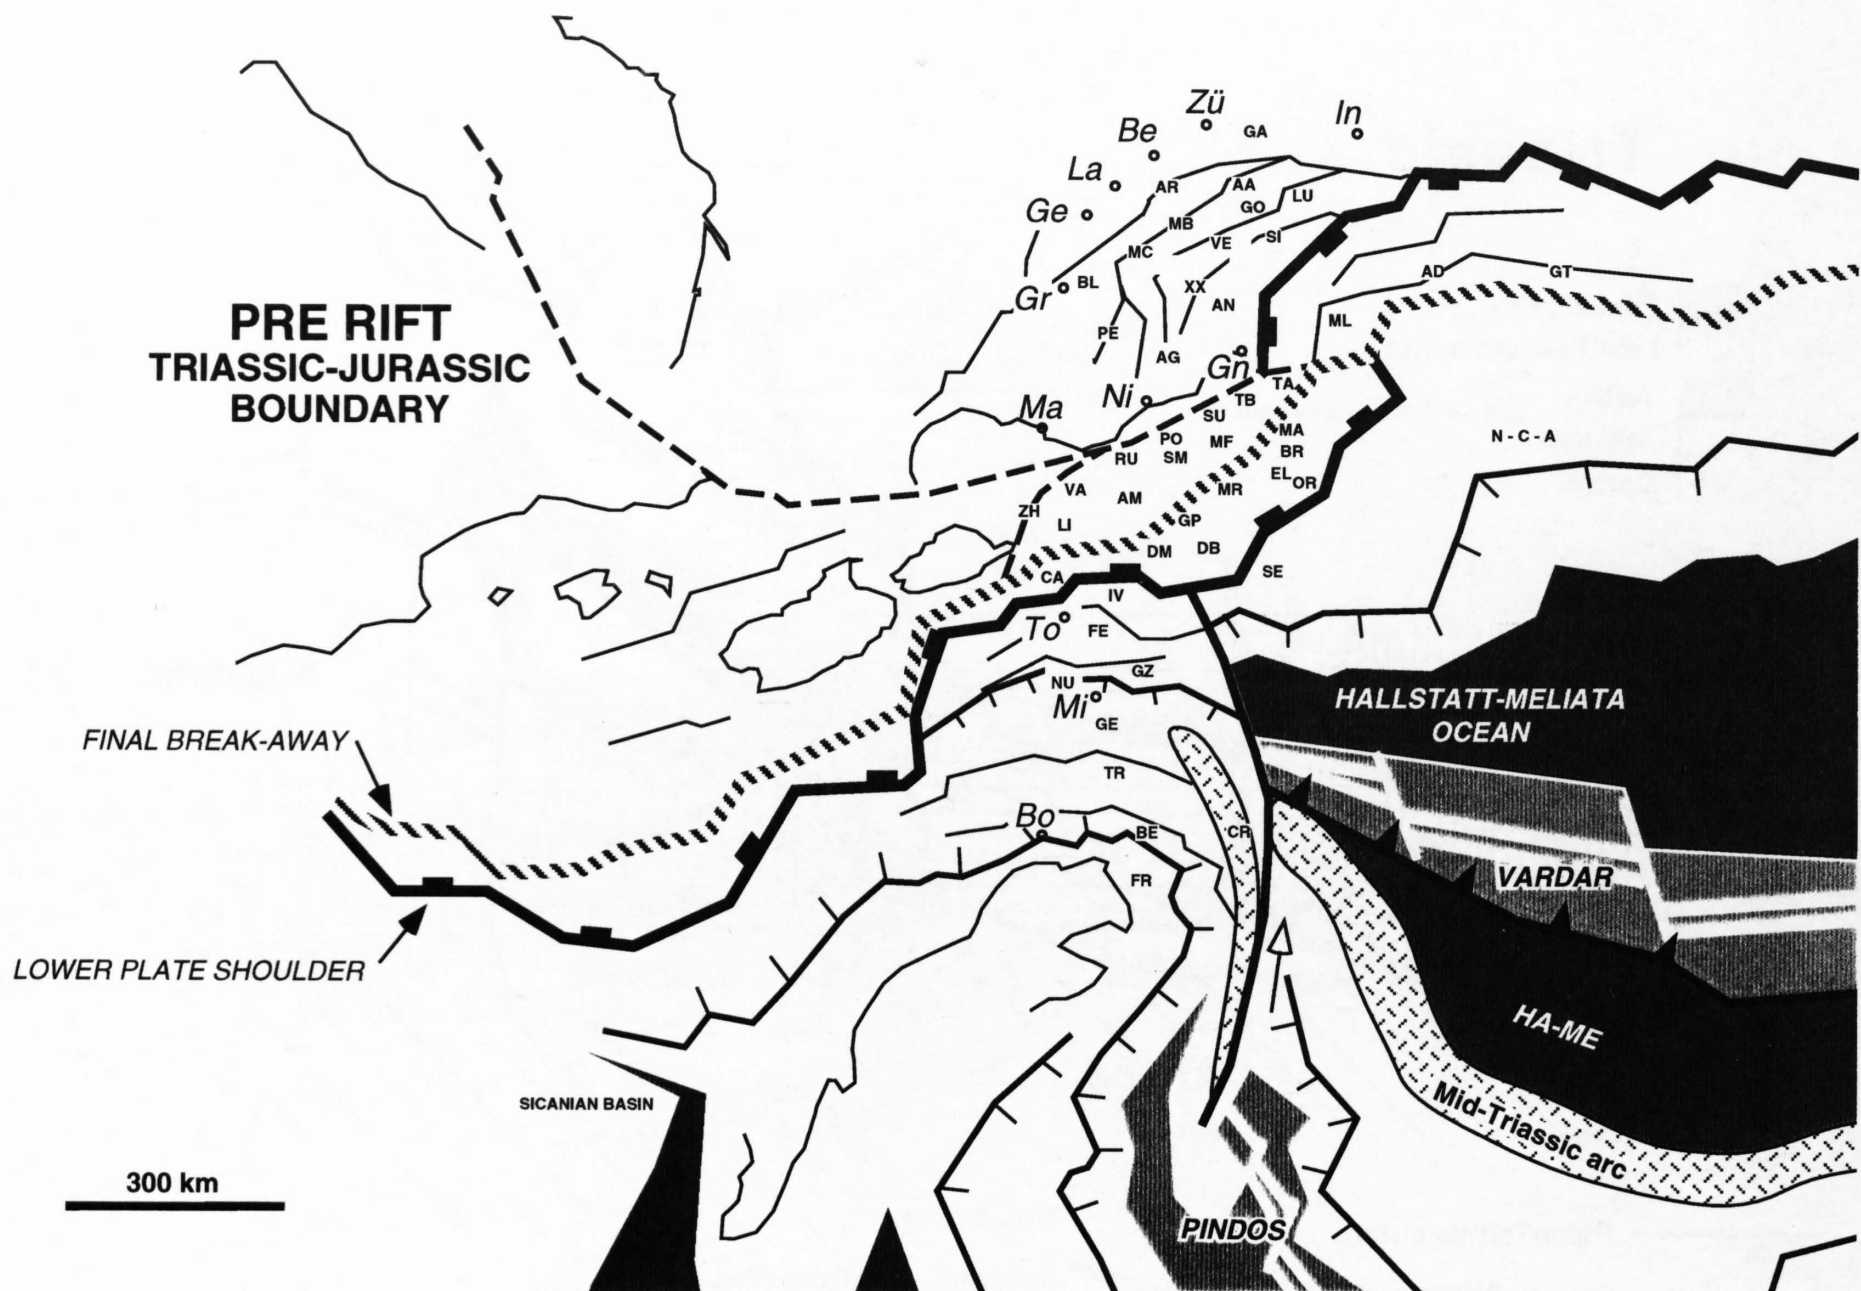 Zü
In
GA
Be
La
AR
AA
LU
Ge
GO
MB
SI
VE
MC
AD
GT
Gr
BL
XX
AN
PRE RIFT
TRIASSIC-JURASSIC
BOUNDARY
ML
PE
AG
Gn
TA
Ni
TB
Ma
SU
MA
N - C - A
PO
MF
BR
RU
SM
EL
OR
VA
AM
MR
ZH
LI
GP
DM
DB
CA
SE
IV
To
FE
GZ
NU
Mi
GE
HALLSTATT-MELIATA
OCEAN
FINAL BREAK-AWAY
TR
Bo
BE
CR
FR
VARDAR
LOWER PLATE SHOULDER
HA-ME
SICANIAN BASIN
Mid-Triassic arc
300 km
PINDOS